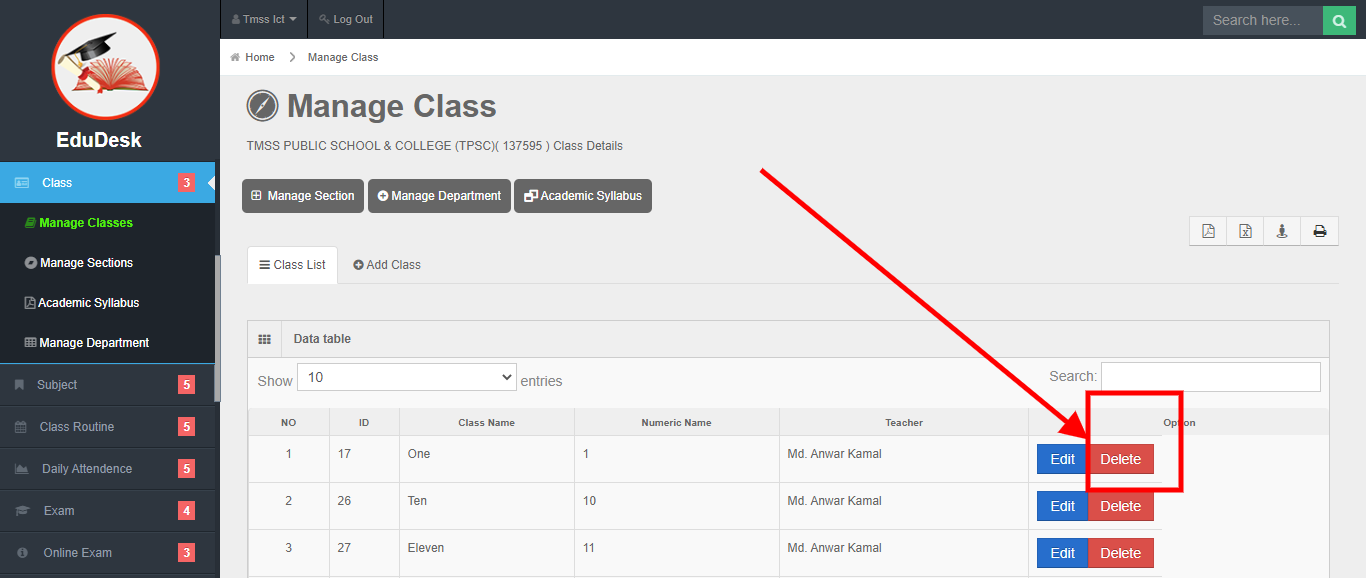 Tmss Ict
Log Out
Search here...
EduDesk
Home
Manage Class
Manage Class
TMSS PUBLIC SCHOOL & COLLEGE (TPSC)( 137595 ) Class Details
Class 3
Manage Classes
Manage Sections
Academic Syllabus
Manage Department
Subject 5
Class Routine 5
Daily Attendence 5
Exam 4
Online Exam 3
Manage Section
Manage Department
Academic Syllabus
Class List
Add Class
Data table
Show 10 entries
Search:
NO ID Class Name Numeric Name Teacher Option
1 17 One 1 Md. Anwar Kamal Edit Delete
2 26 Ten 10 Md. Anwar Kamal Edit Delete
3 27 Eleven 11 Md. Anwar Kamal Edit Delete